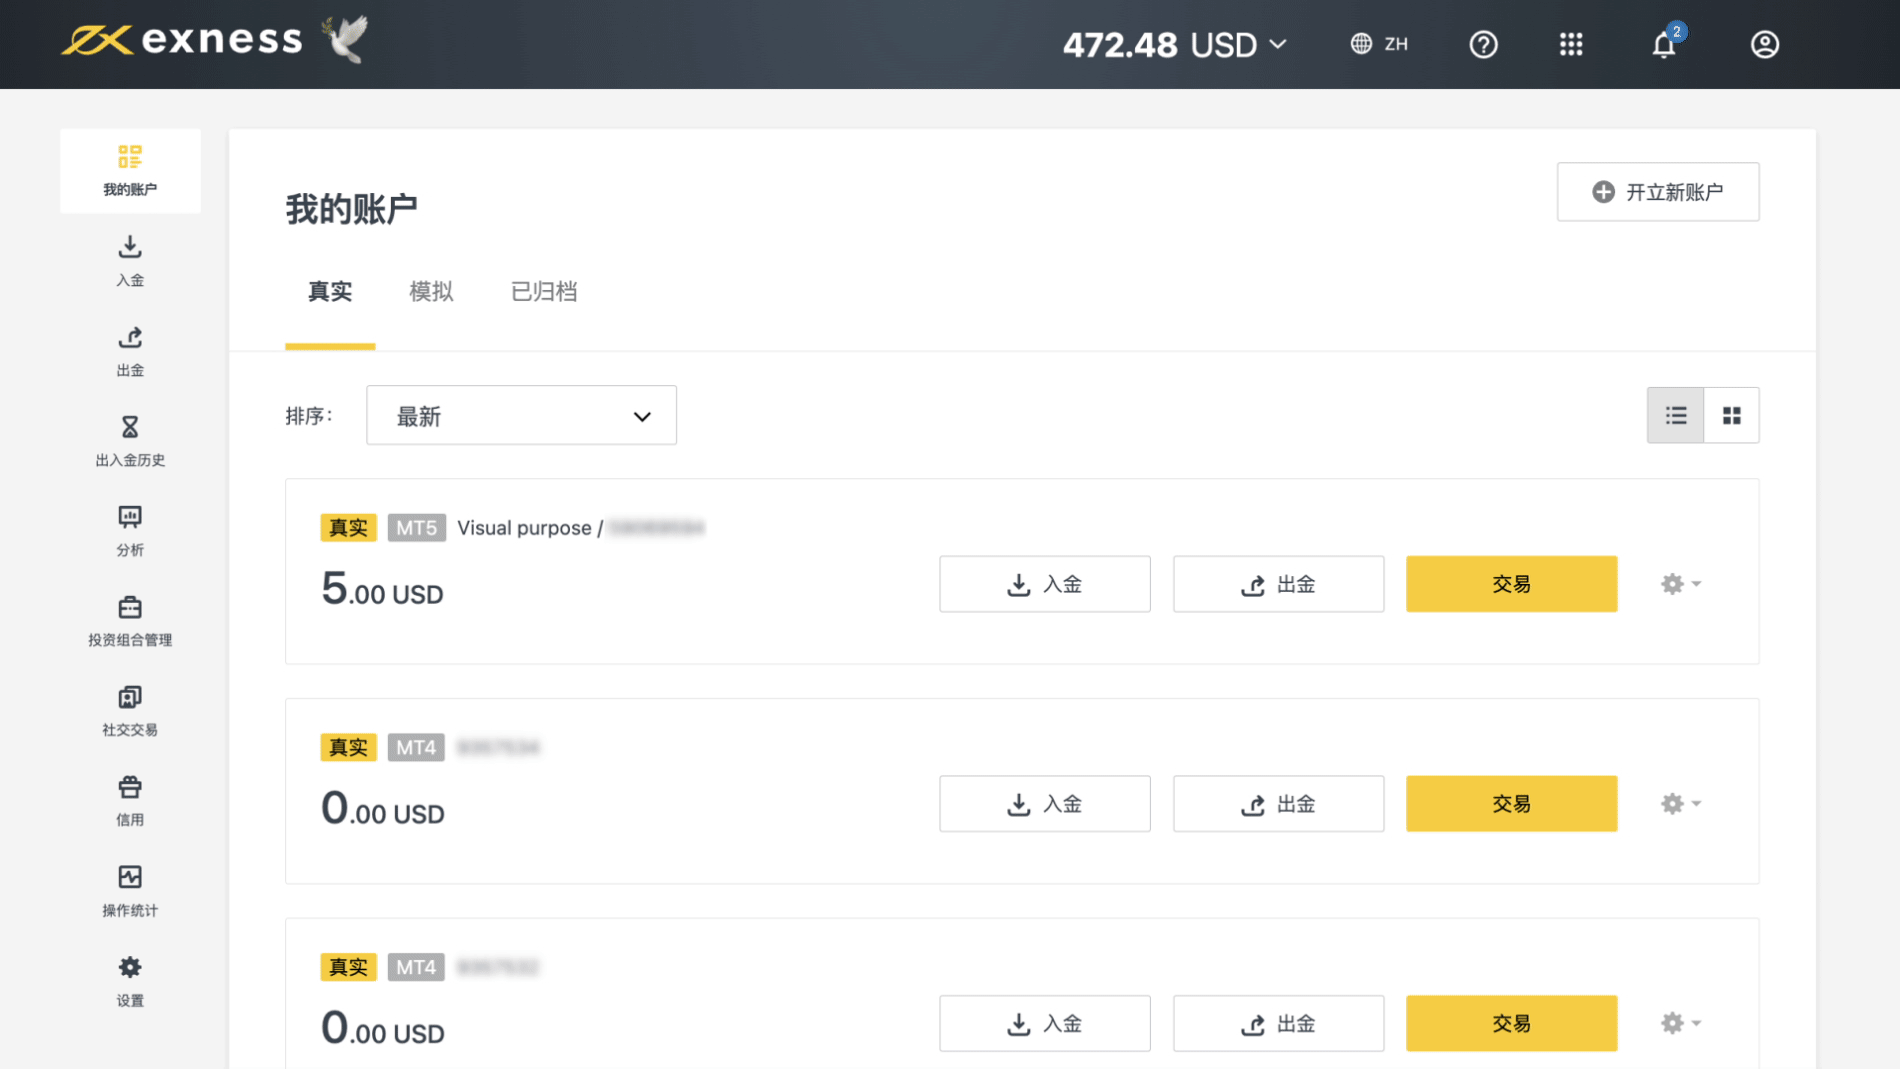 exness
472.48 USD
ZH
2
我的账户
入金
出金
出入金历史
分析
投资组合管理
社交交易
信用
操作统计
设置
我的账户
开立新账户
真实 模拟 已归档
排序: 最新
真实 MT5 Visual purpose /
5.00 USD
入金 出金 交易
真实 MT4
0.00 USD
入金 出金 交易
真实 MT4
0.00 USD
入金 出金 交易